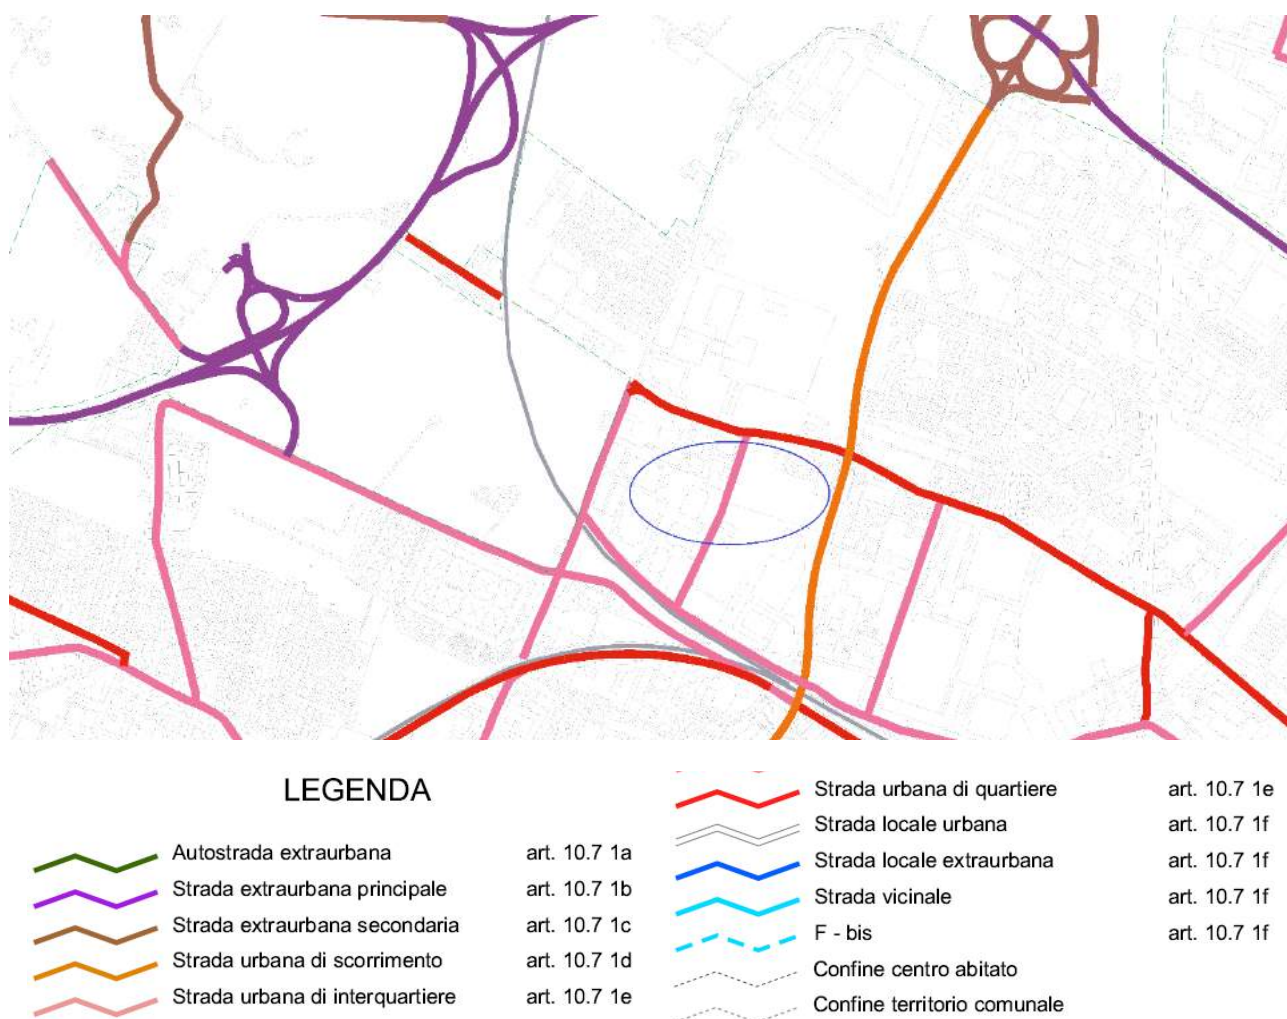 LEGENDA
Autostrada extraurbana art. 10.7 1a
Strada extraurbana principale art. 10.7 1b
Strada extraurbana secondaria art. 10.7 1c
Strada urbana di scorrimento art. 10.7 1d
Strada urbana di interquartiere art. 10.7 1e
Strada urbana di quartiere art. 10.7 1e
Strada locale urbana art. 10.7 1f
Strada locale extraurbana art. 10.7 1f
Strada vicinale art. 10.7 1f
F - bis art. 10.7 1f
Confine centro abitato
Confine territorio comunale